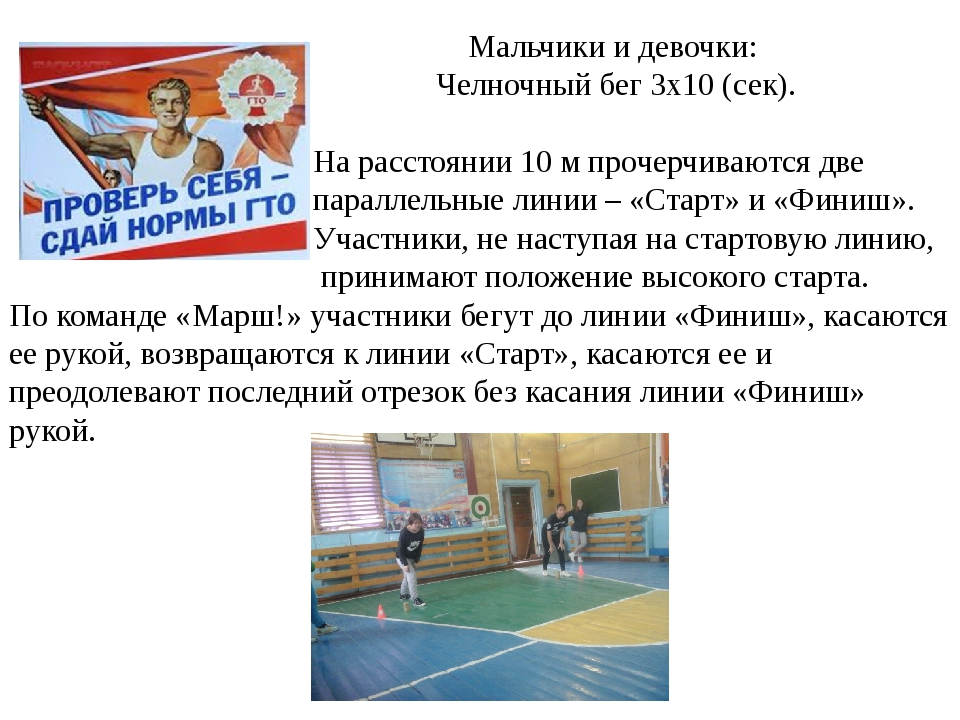 Мальчики и девочки:
Челночный бег 3х10 (сек).
ГТО
ПРОВЕРЬ СЕБЯ –
СДАЙ НОРМЫ ГТО
На расстоянии 10 м прочерчиваются две
параллельные линии – «Старт» и «Финиш».
Участники, не наступая на стартовую линию,
принимают положение высокого старта.
По команде «Марш!» участники бегут до линии «Финиш», касаются
ее рукой, возвращаются к линии «Старт», касаются ее и
преодолевают последний отрезок без касания линии «Финиш»
рукой.